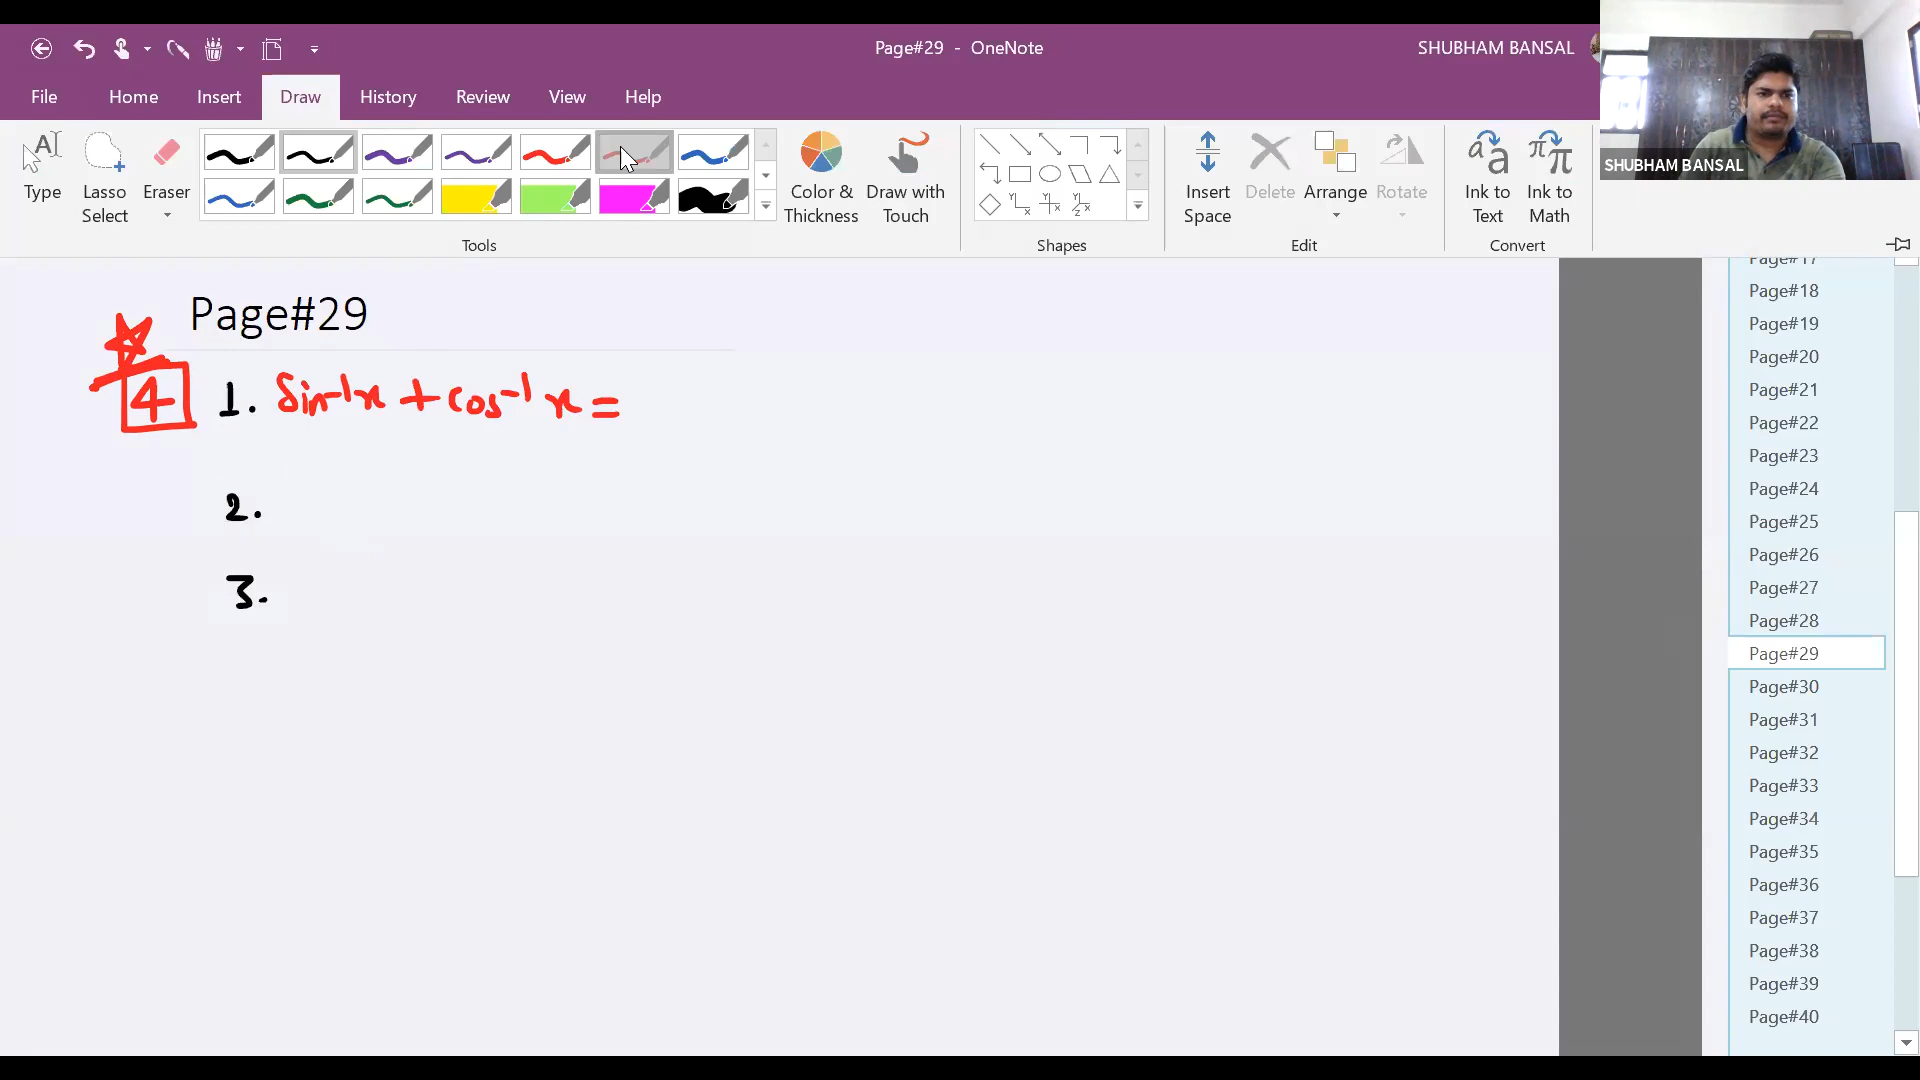 Page#29 - OneNote
SHUBHAM BANSAL
File Home Insert Draw History Review View Help
SHUBHAM BANSAL
Type
Lasso Select
Eraser
Color & Thickness
Draw with Touch
Insert Space
Delete
Arrange
Rotate
Ink to Text
Ink to Math
Tools
Shapes
Edit
Convert
Page#29
4
1. Sin⁻¹x + Cos⁻¹x =
2.
3.
Page#17
Page#18
Page#19
Page#20
Page#21
Page#22
Page#23
Page#24
Page#25
Page#26
Page#27
Page#28
Page#29
Page#30
Page#31
Page#32
Page#33
Page#34
Page#35
Page#36
Page#37
Page#38
Page#39
Page#40